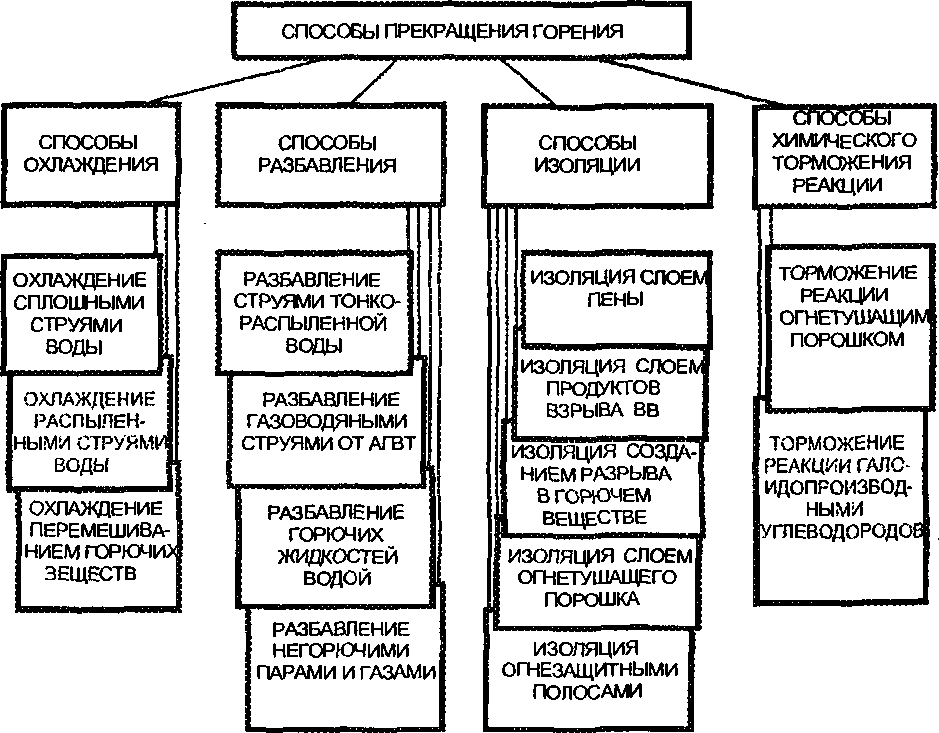 СПОСОБЫ ПРЕКРАЩЕНИЯ ГОРЕНИЯ
СПОСОБЫ
ОХЛАЖДЕНИЯ
ОХЛАЖДЕНИЕ
СПЛОШНЫМИ
СТРУЯМИ
ВОДЫ
ОХЛАЖДЕНИЕ
РАСПЫЛЕН-
НЫМИ СТРУЯМИ
ВОДЫ
ОХЛАЖДЕНИЕ
ПЕРЕМЕШИВА-
НИЕМ ГОРЮЧИХ
ВЕЩЕСТВ
СПОСОБЫ
РАЗБАВЛЕНИЯ
РАЗБАВЛЕНИЕ
СТРУЯМИ ТОНКО-
РАСПЫЛЕННОЙ
ВОДЫ
РАЗБАВЛЕНИЕ
ГАЗОВОДЯНЫМИ
СТРУЯМИ ОТ АГВТ
РАЗБАВЛЕНИЕ
ГОРЮЧИХ
ЖИДКОСТЕЙ
ВОДОЙ
РАЗБАВЛЕНИЕ
НЕГОРЮЧИМИ
ПАРАМИ И ГАЗАМИ
СПОСОБЫ
ИЗОЛЯЦИИ
ИЗОЛЯЦИЯ СЛОЕМ
ПЕНЫ
ИЗОЛЯЦИЯ СЛОЕМ
ПРОДУКТОВ
ВЗРЫВА ВВ
ИЗОЛЯЦИЯ СОЗДА-
НИЕМ РАЗРЫВА
В ГОРЮЧЕМ
ВЕЩЕСТВЕ
ИЗОЛЯЦИЯ СЛОЕМ
ОГНЕТУШАЩЕГО
ПОРОШКА
ИЗОЛЯЦИЯ
ОГНЕЗАЩИТНЫМИ
ПОЛОСАМИ
СПОСОБЫ
ХИМИЧЕСКОГО
ТОРМОЖЕНИЯ
РЕАКЦИИ
ТОРМОЖЕНИЕ
РЕАКЦИИ
ОГНЕТУШАЩИМ
ПОРОШКОМ
ТОРМОЖЕНИЕ
РЕАКЦИИ ГАЛО-
ИДОПРОИЗВОД-
НЫМИ
УГЛЕВОДОРОДОВ